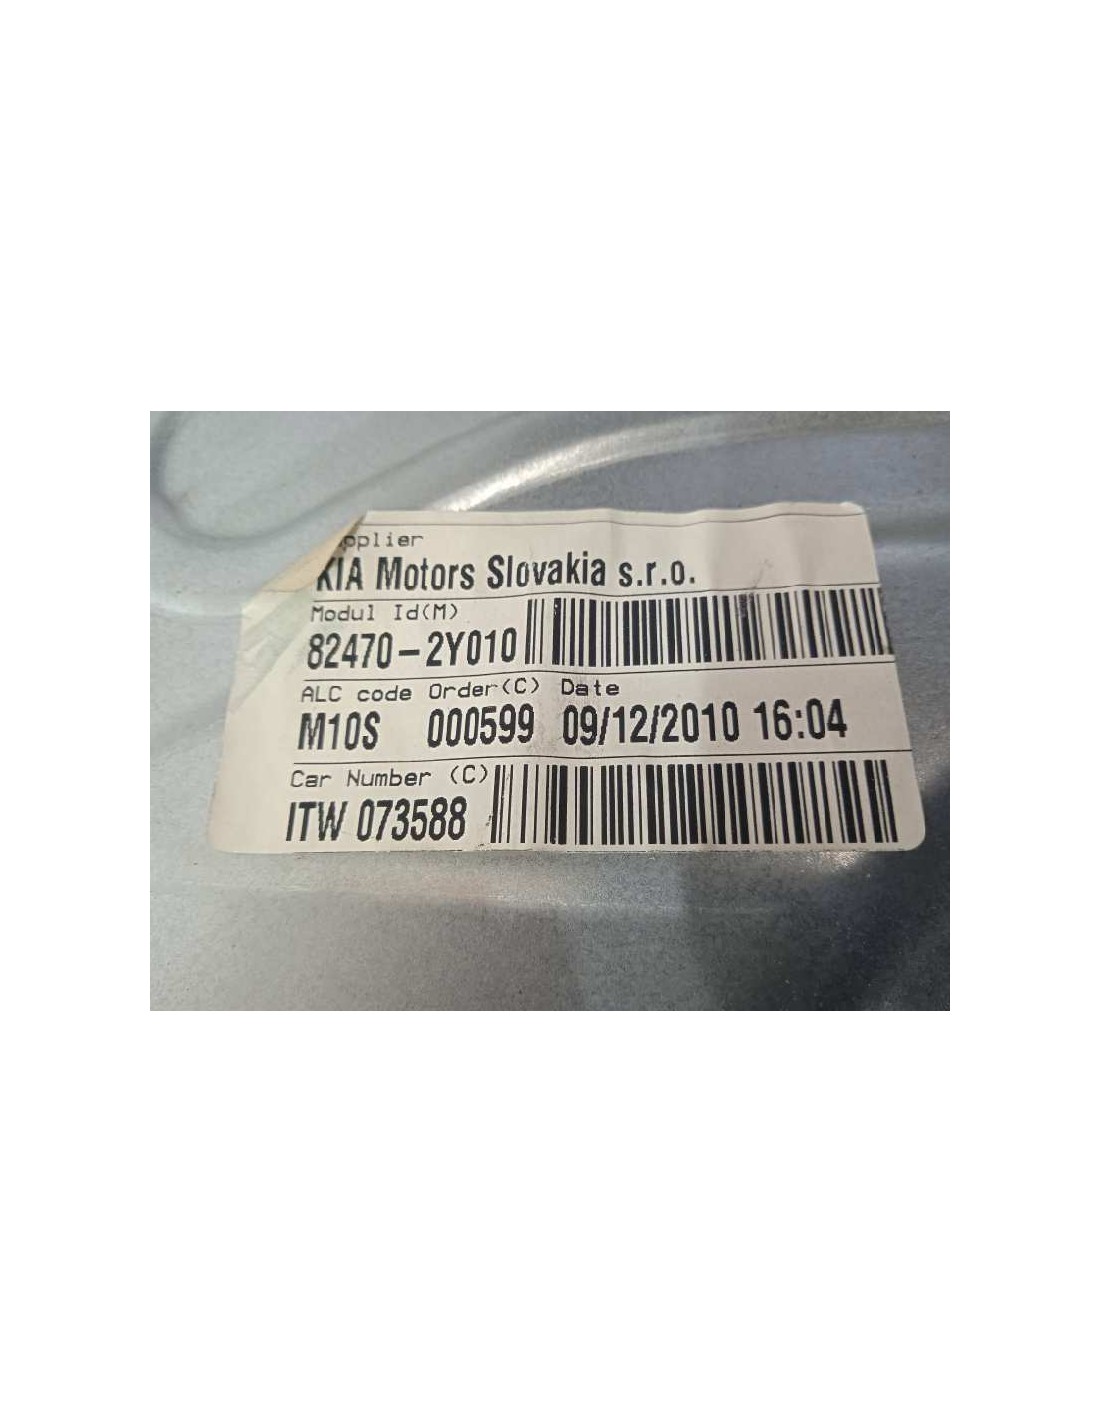 pplier
KIA Motors Slovakia s.r.o.
Modul Id(M)
82470-2Y010
ALC code Order(C) Date
M10S 000599 09/12/2010 16:04
Car Number (C)
ITW 073588